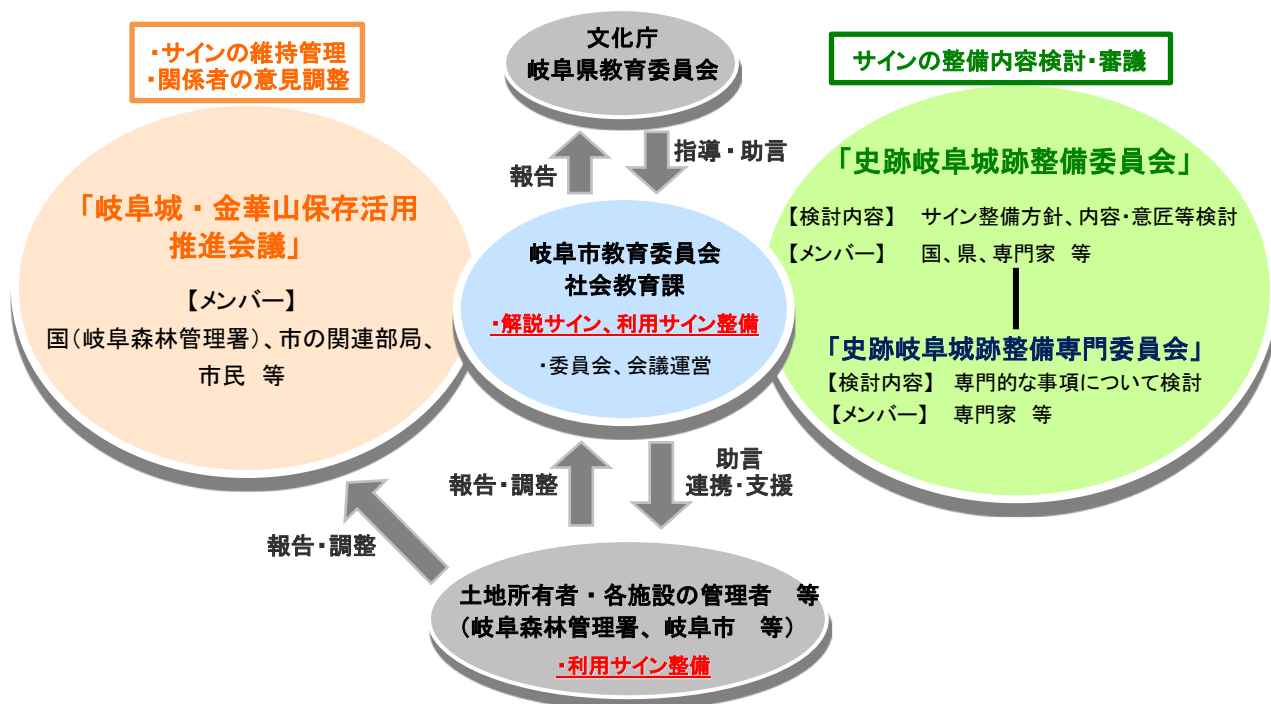 ・サインの維持管理
・関係者の意見調整
文化庁
岐阜県教育委員会
サインの整備内容検討・審議
報告
指導・助言
「岐阜城・金華山保存活用
推進会議」
【メンバー】
国（岐阜森林管理署）、市の関連部局、
市民　等
岐阜市教育委員会
社会教育課
・解説サイン、利用サイン整備
・委員会、会議運営
「史跡岐阜城跡整備委員会」
【検討内容】　サイン整備方針、内容・意匠等検討
【メンバー】　国、県、専門家　等
「史跡岐阜城跡整備専門委員会」
【検討内容】　専門的な事項について検討
【メンバー】　専門家　等
報告・調整
助言
連携・支援
報告・調整
土地所有者・各施設の管理者　等
（岐阜森林管理署、岐阜市　等）
・利用サイン整備